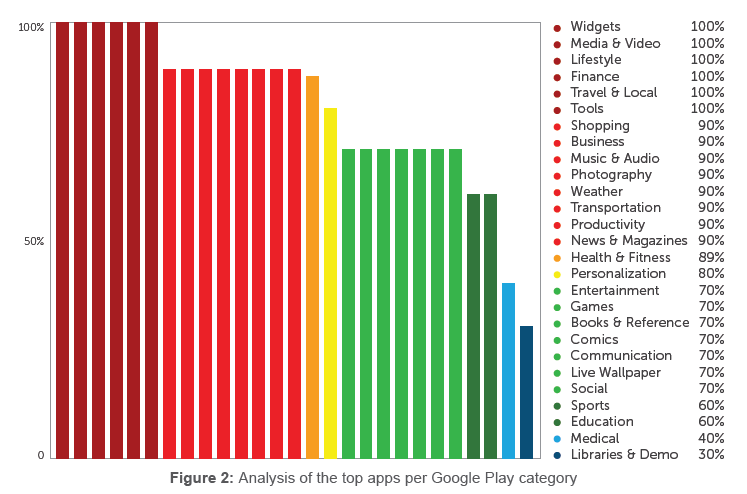 100%
50%
0
Widgets 100%
Media & Video 100%
Lifestyle 100%
Finance 100%
Travel & Local 100%
Tools 100%
Shopping 90%
Business 90%
Music & Audio 90%
Photography 90%
Weather 90%
Transportation 90%
Productivity 90%
News & Magazines 90%
Health & Fitness 89%
Personalization 80%
Entertainment 70%
Games 70%
Books & Reference 70%
Comics 70%
Communication 70%
Live Wallpaper 70%
Social 70%
Sports 60%
Education 60%
Medical 40%
Libraries & Demo 30%
Figure 2: Analysis of the top apps per Google Play category